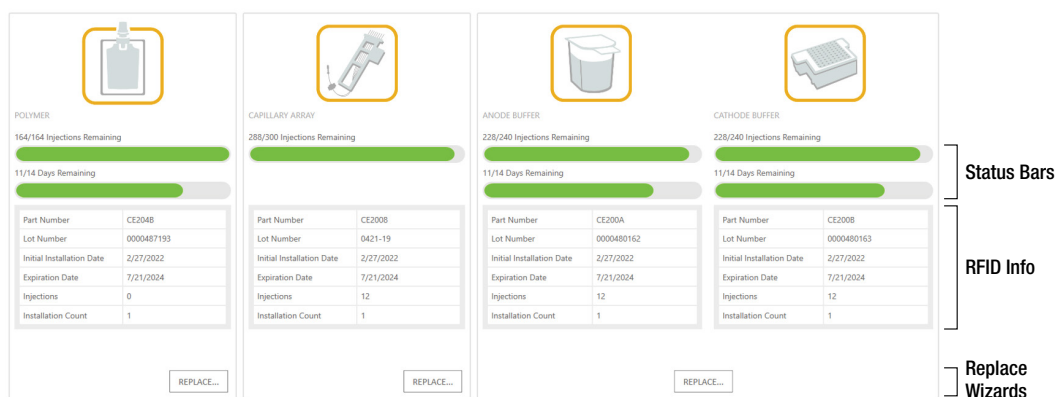 POLYMER
164/164 Injections Remaining
11/14 Days Remaining
Part Number CE204B
Lot Number 0000487193
Initial Installation Date 2/27/2022
Expiration Date 7/21/2024
Injections 0
Installation Count 1
REPLACE...
CAPILLARY ARRAY
288/300 Injections Remaining
Part Number CE2008
Lot Number 0421-19
Initial Installation Date 2/27/2022
Expiration Date 7/21/2024
Injections 12
Installation Count 1
REPLACE...
ANODE BUFFER
228/240 Injections Remaining
11/14 Days Remaining
Part Number CE200A
Lot Number 0000480162
Initial Installation Date 2/27/2022
Expiration Date 7/21/2024
Injections 12
Installation Count 1
CATHODE BUFFER
228/240 Injections Remaining
11/14 Days Remaining
Part Number CE200B
Lot Number 0000480163
Initial Installation Date 2/27/2022
Expiration Date 7/21/2024
Injections 12
Installation Count 1
REPLACE...
Status Bars
RFID Info
Replace
Wizards